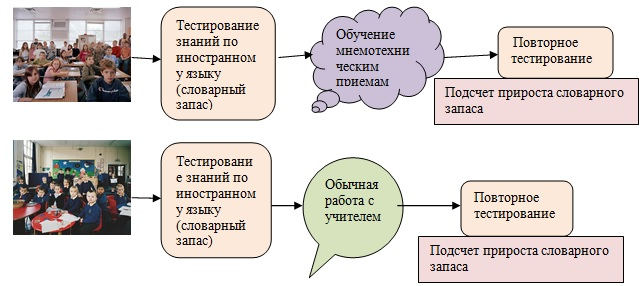 Тестирование
знаний по
иностранном
у языку
(словарный
запас)
Обучение
мнемотехни
ческим
приемам
Повторное
тестирование
Подсчет прироста словарного
запаса
Тестировани
е знаний по
иностранном
у языку
(словарный
запас)
Обычная
работа с
учителем
Повторное
тестирование
Подсчет прироста словарного
запаса